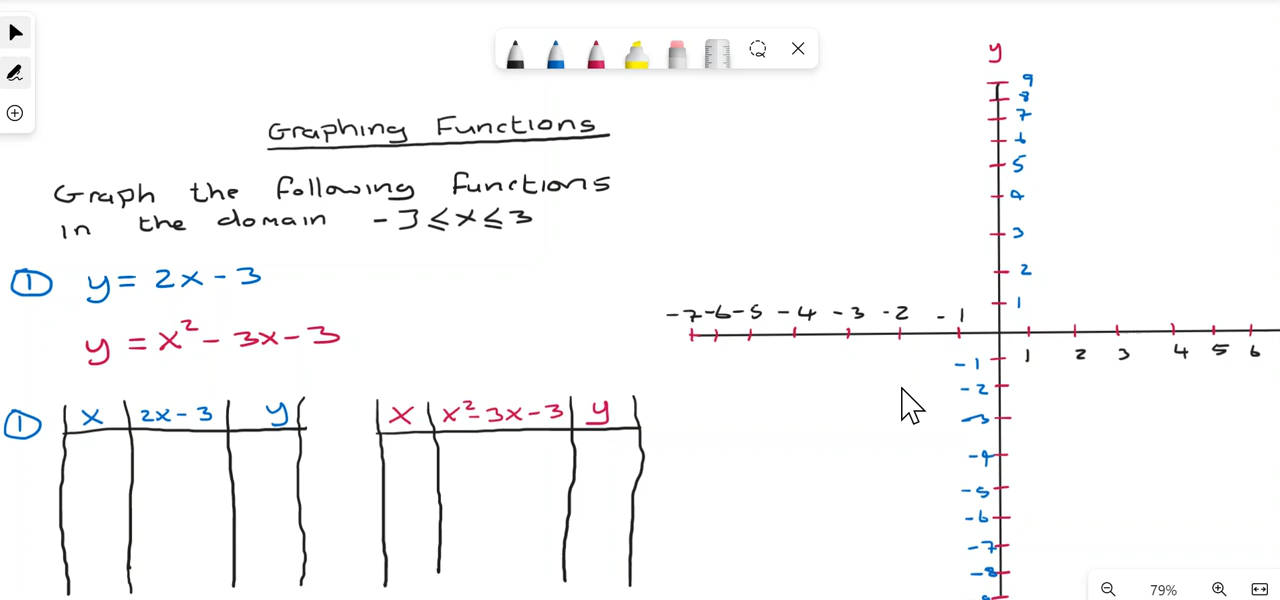 Graphing Functions
Graph the following functions
in the domain -3 ≤ x ≤ 3
① y = 2x - 3
y = x² - 3x - 3
① x 2x - 3 y
x x² - 3x - 3 y
y
9
8
7
6
5
4
3
2
1
-7 -6 -5 -4 -3 -2 -1
1 2 3 4 5 6
-1
-2
-3
-4
-5
-6
-7
-8
79%